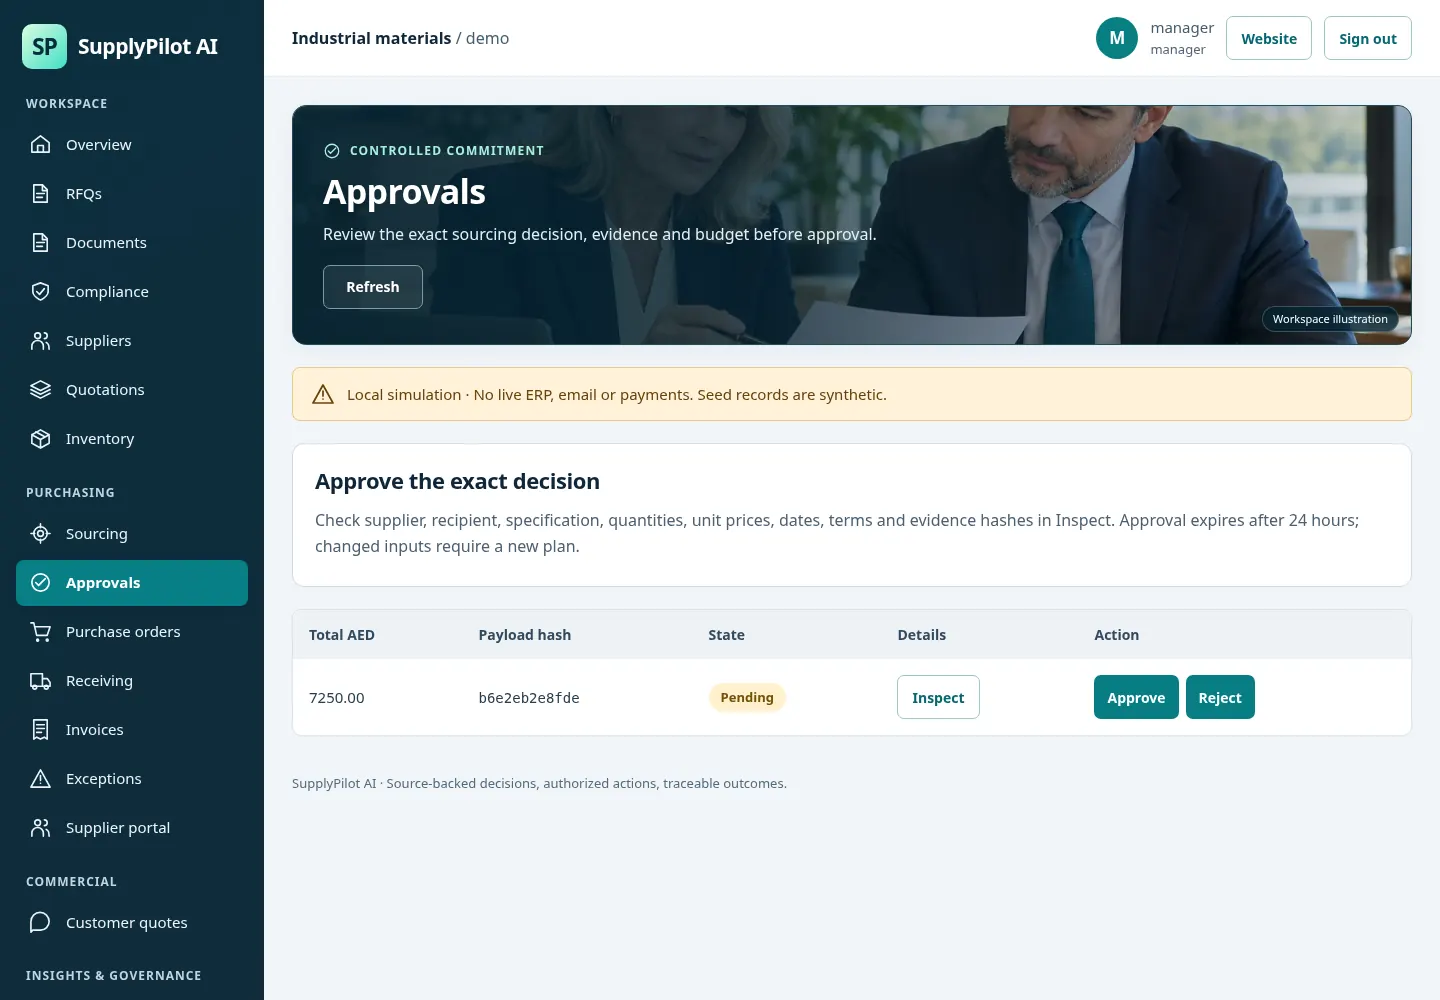 SP
SupplyPilot AI
WORKSPACE
Overview
RFQs
Documents
Compliance
Suppliers
Quotations
Inventory
PURCHASING
Sourcing
Approvals
Purchase orders
Receiving
Invoices
Exceptions
Supplier portal
COMMERCIAL
Customer quotes
INSIGHTS & GOVERNANCE
Industrial materials / demo
M
manager
manager
Website
Sign out
CONTROLLED COMMITMENT
Approvals
Review the exact sourcing decision, evidence and budget before approval.
Refresh
Workspace illustration
Local simulation · No live ERP, email or payments. Seed records are synthetic.
Approve the exact decision
Check supplier, recipient, specification, quantities, unit prices, dates, terms and evidence hashes in Inspect. Approval expires after 24 hours;
changed inputs require a new plan.
Total AED Payload hash State Details Action
7250.00 b6e2eb2e8fde Pending Inspect Approve Reject
SupplyPilot AI · Source-backed decisions, authorized actions, traceable outcomes.